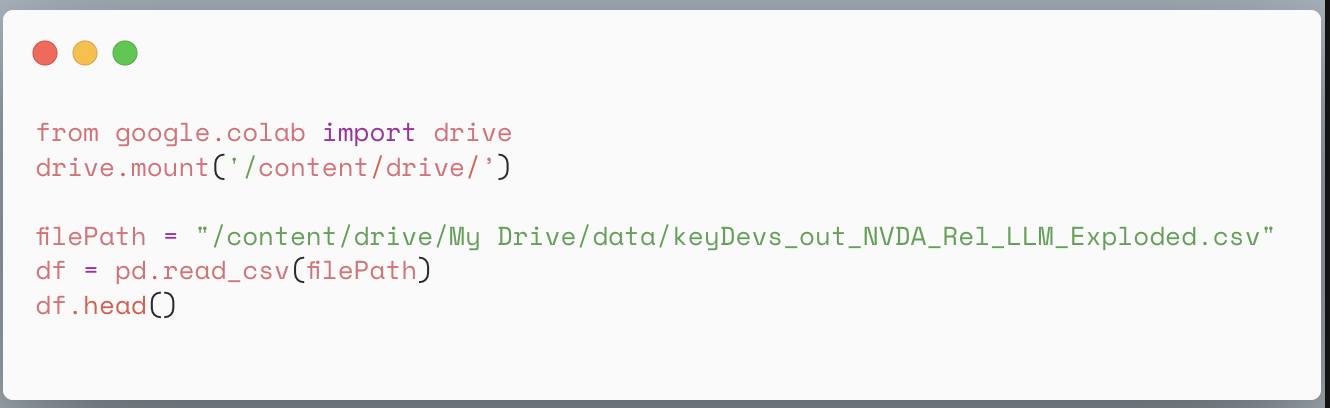 from google.colab import drive
drive.mount('/content/drive/’)
filePath = "/content/drive/My Drive/data/keyDevs_out_NVDA_Rel_LLM_Exploded.csv"
df = pd.read_csv(filePath)
df.head()